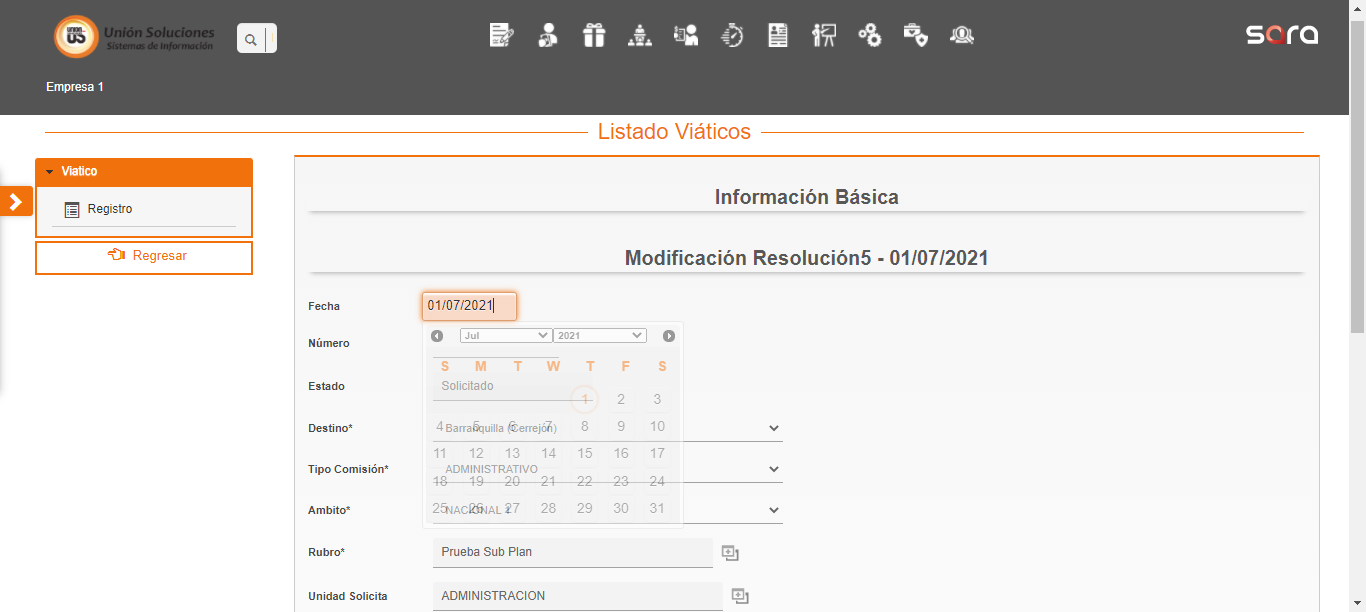 Unión Soluciones
Sistemas de Información
UNION
US
sara
Empresa 1
Listado Viáticos
Viatico
Registro
Regresar
Información Básica
Modificación Resolución5 - 01/07/2021
Fecha
01/07/2021
Jul 2021
S M T W T F S
1 2 3
4 5 6 7 8 9 10
11 12 13 14 15 16 17
18 19 20 21 22 23 24
25 26 27 28 29 30 31
Número
Estado
Solicitado
Destino*
Barranquilla (Cerrejón)
Tipo Comisión*
ADMINISTRATIVO
Ambito*
NACIONAL 1
Rubro*
Prueba Sub Plan
Unidad Solicita
ADMINISTRACION